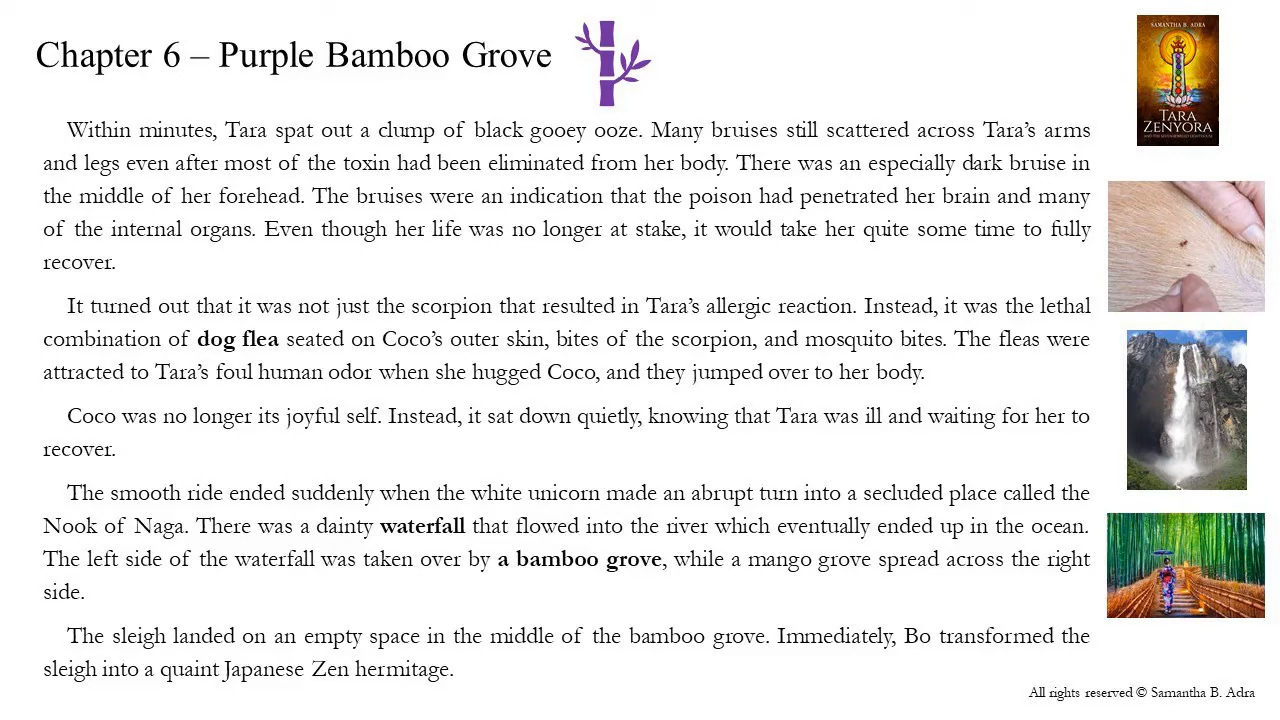 Chapter 6 – Purple Bamboo Grove
SAMANTHA B. ADRA
TARA
ZENYORA
Within minutes, Tara spat out a clump of black gooey ooze. Many bruises still scattered across Tara’s arms
and legs even after most of the toxin had been eliminated from her body. There was an especially dark bruise in
the middle of her forehead. The bruises were an indication that the poison had penetrated her brain and many
of the internal organs. Even though her life was no longer at stake, it would take her quite some time to fully
recover.
It turned out that it was not just the scorpion that resulted in Tara’s allergic reaction. Instead, it was the lethal
combination of dog flea seated on Coco’s outer skin, bites of the scorpion, and mosquito bites. The fleas were
attracted to Tara’s foul human odor when she hugged Coco, and they jumped over to her body.
Coco was no longer its joyful self. Instead, it sat down quietly, knowing that Tara was ill and waiting for her to
recover.
The smooth ride ended suddenly when the white unicorn made an abrupt turn into a secluded place called the
Nook of Naga. There was a dainty waterfall that flowed into the river which eventually ended up in the ocean.
The left side of the waterfall was taken over by a bamboo grove, while a mango grove spread across the right
side.
The sleigh landed on an empty space in the middle of the bamboo grove. Immediately, Bo transformed the
sleigh into a quaint Japanese Zen hermitage.
All rights reserved © Samantha B. Adra